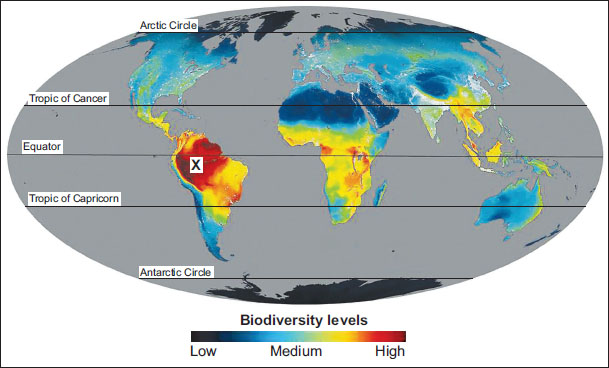 Arctic Circle
Tropic of Cancer
Equator
X
Tropic of Capricorn
Antarctic Circle
Biodiversity levels
Low Medium High